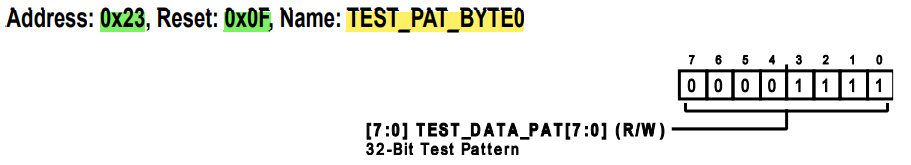 Address: 0x23, Reset: 0x0F, Name: TEST_PAT_BYTE0
7 6 5 4 3 2 1 0
0 0 0 0 1 1 1 1
[7:0] TEST_DATA_PAT[7:0] (R/W)
32-Bit Test Pattern